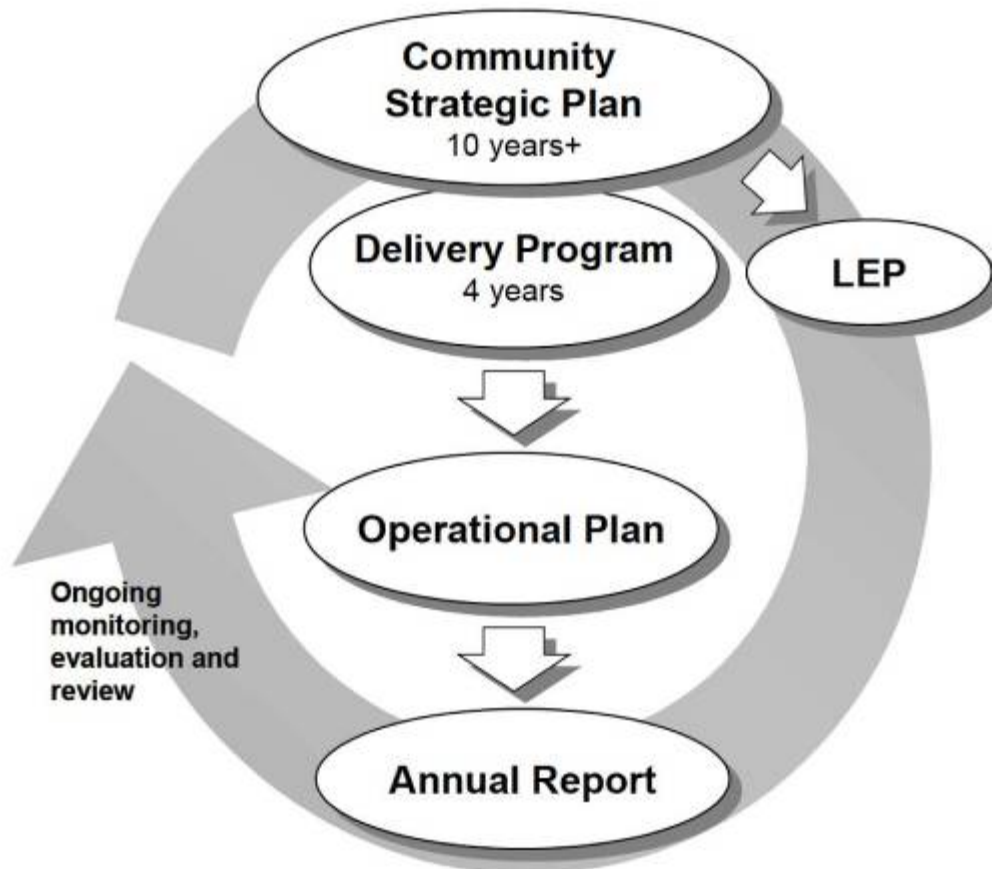 Community
Strategic Plan
10 years+
Delivery Program
4 years
LEP
Operational Plan
Ongoing
monitoring,
evaluation and
review
Annual Report